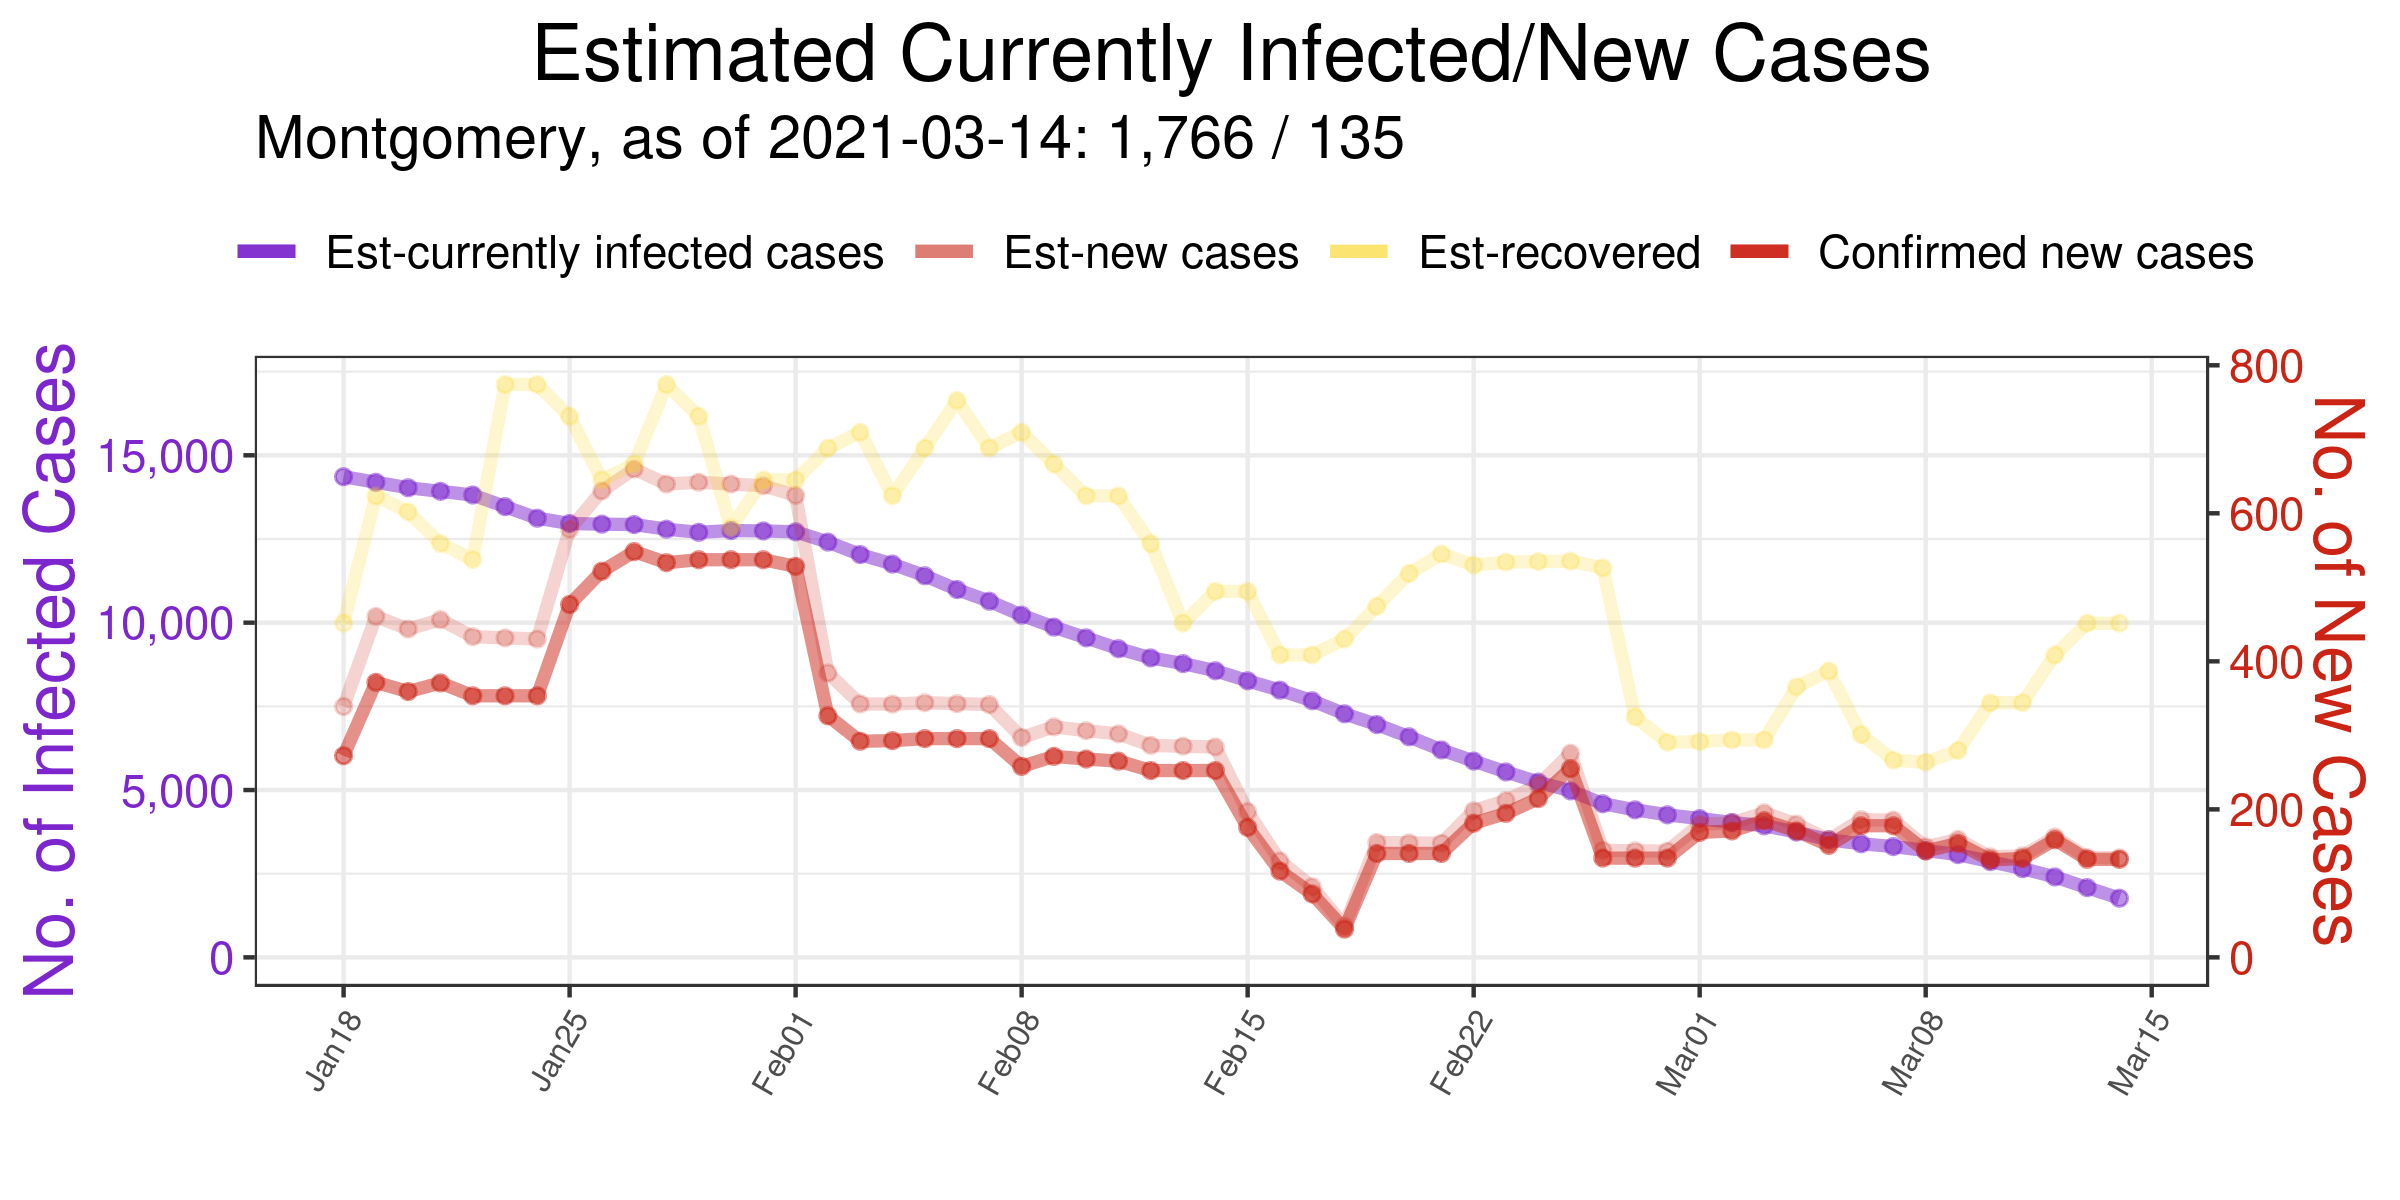 Estimated Currently Infected/New Cases
Montgomery, as of 2021-03-14: 1,766 / 135
Est-currently infected cases Est-new cases Est-recovered Confirmed new cases
No. of Infected Cases
15,000
10,000
5,000
0
800
600
400
200
0
No. of New Cases
Jan18 Jan25 Feb01 Feb08 Feb15 Feb22 Mar01 Mar08 Mar15